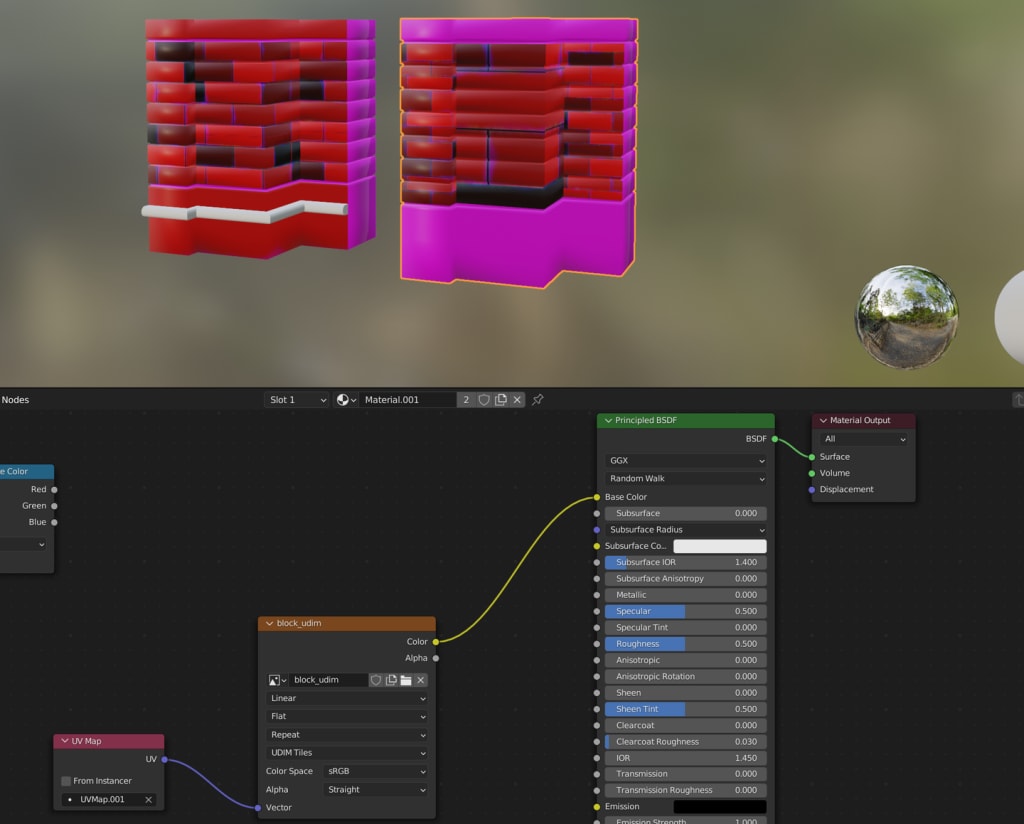 Nodes
Slot 1
Material.001
2
e Color
Red
Green
Blue
UV Map
UV
From Instancer
UVMap.001
block_udim
Color
Alpha
block_udim
Linear
Flat
Repeat
UDIM Tiles
Color Space sRGB
Alpha Straight
Vector
Principled BSDF
BSDF
GGX
Random Walk
Base Color
Subsurface 0.000
Subsurface Radius
Subsurface Co...
Subsurface IOR 1.400
Subsurface Anisotropy 0.000
Metallic 0.000
Specular 0.500
Specular Tint 0.000
Roughness 0.500
Anisotropic 0.000
Anisotropic Rotation 0.000
Sheen 0.000
Sheen Tint 0.500
Clearcoat 0.000
Clearcoat Roughness 0.030
IOR 1.450
Transmission 0.000
Transmission Roughness 0.000
Emission
Emission Strength 1.000
Material Output
All
Surface
Volume
Displacement